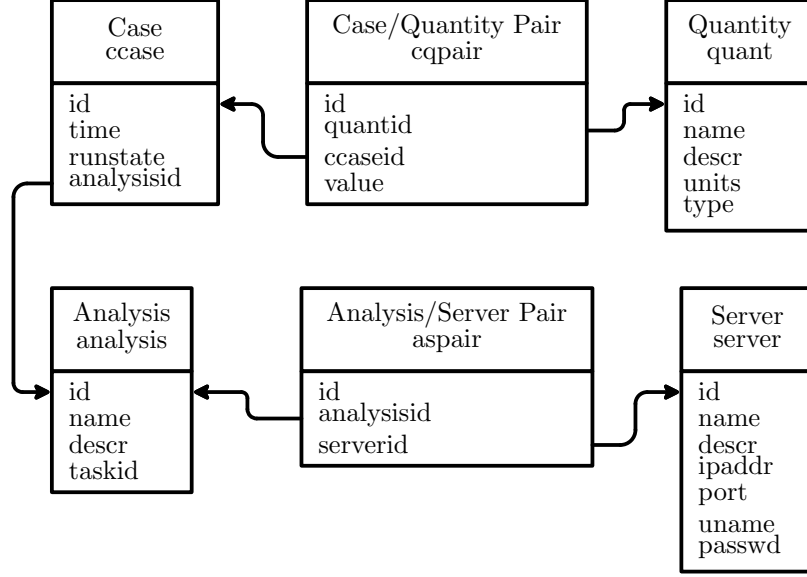 Case
ccase
id
time
runstate
analysisid
Case/Quantity Pair
cqpair
id
quantid
ccaseid
value
Quantity
quant
id
name
descr
units
type
Analysis
analysis
id
name
descr
taskid
Analysis/Server Pair
aspair
id
analysisid
serverid
Server
server
id
name
descr
ipaddr
port
uname
passwd